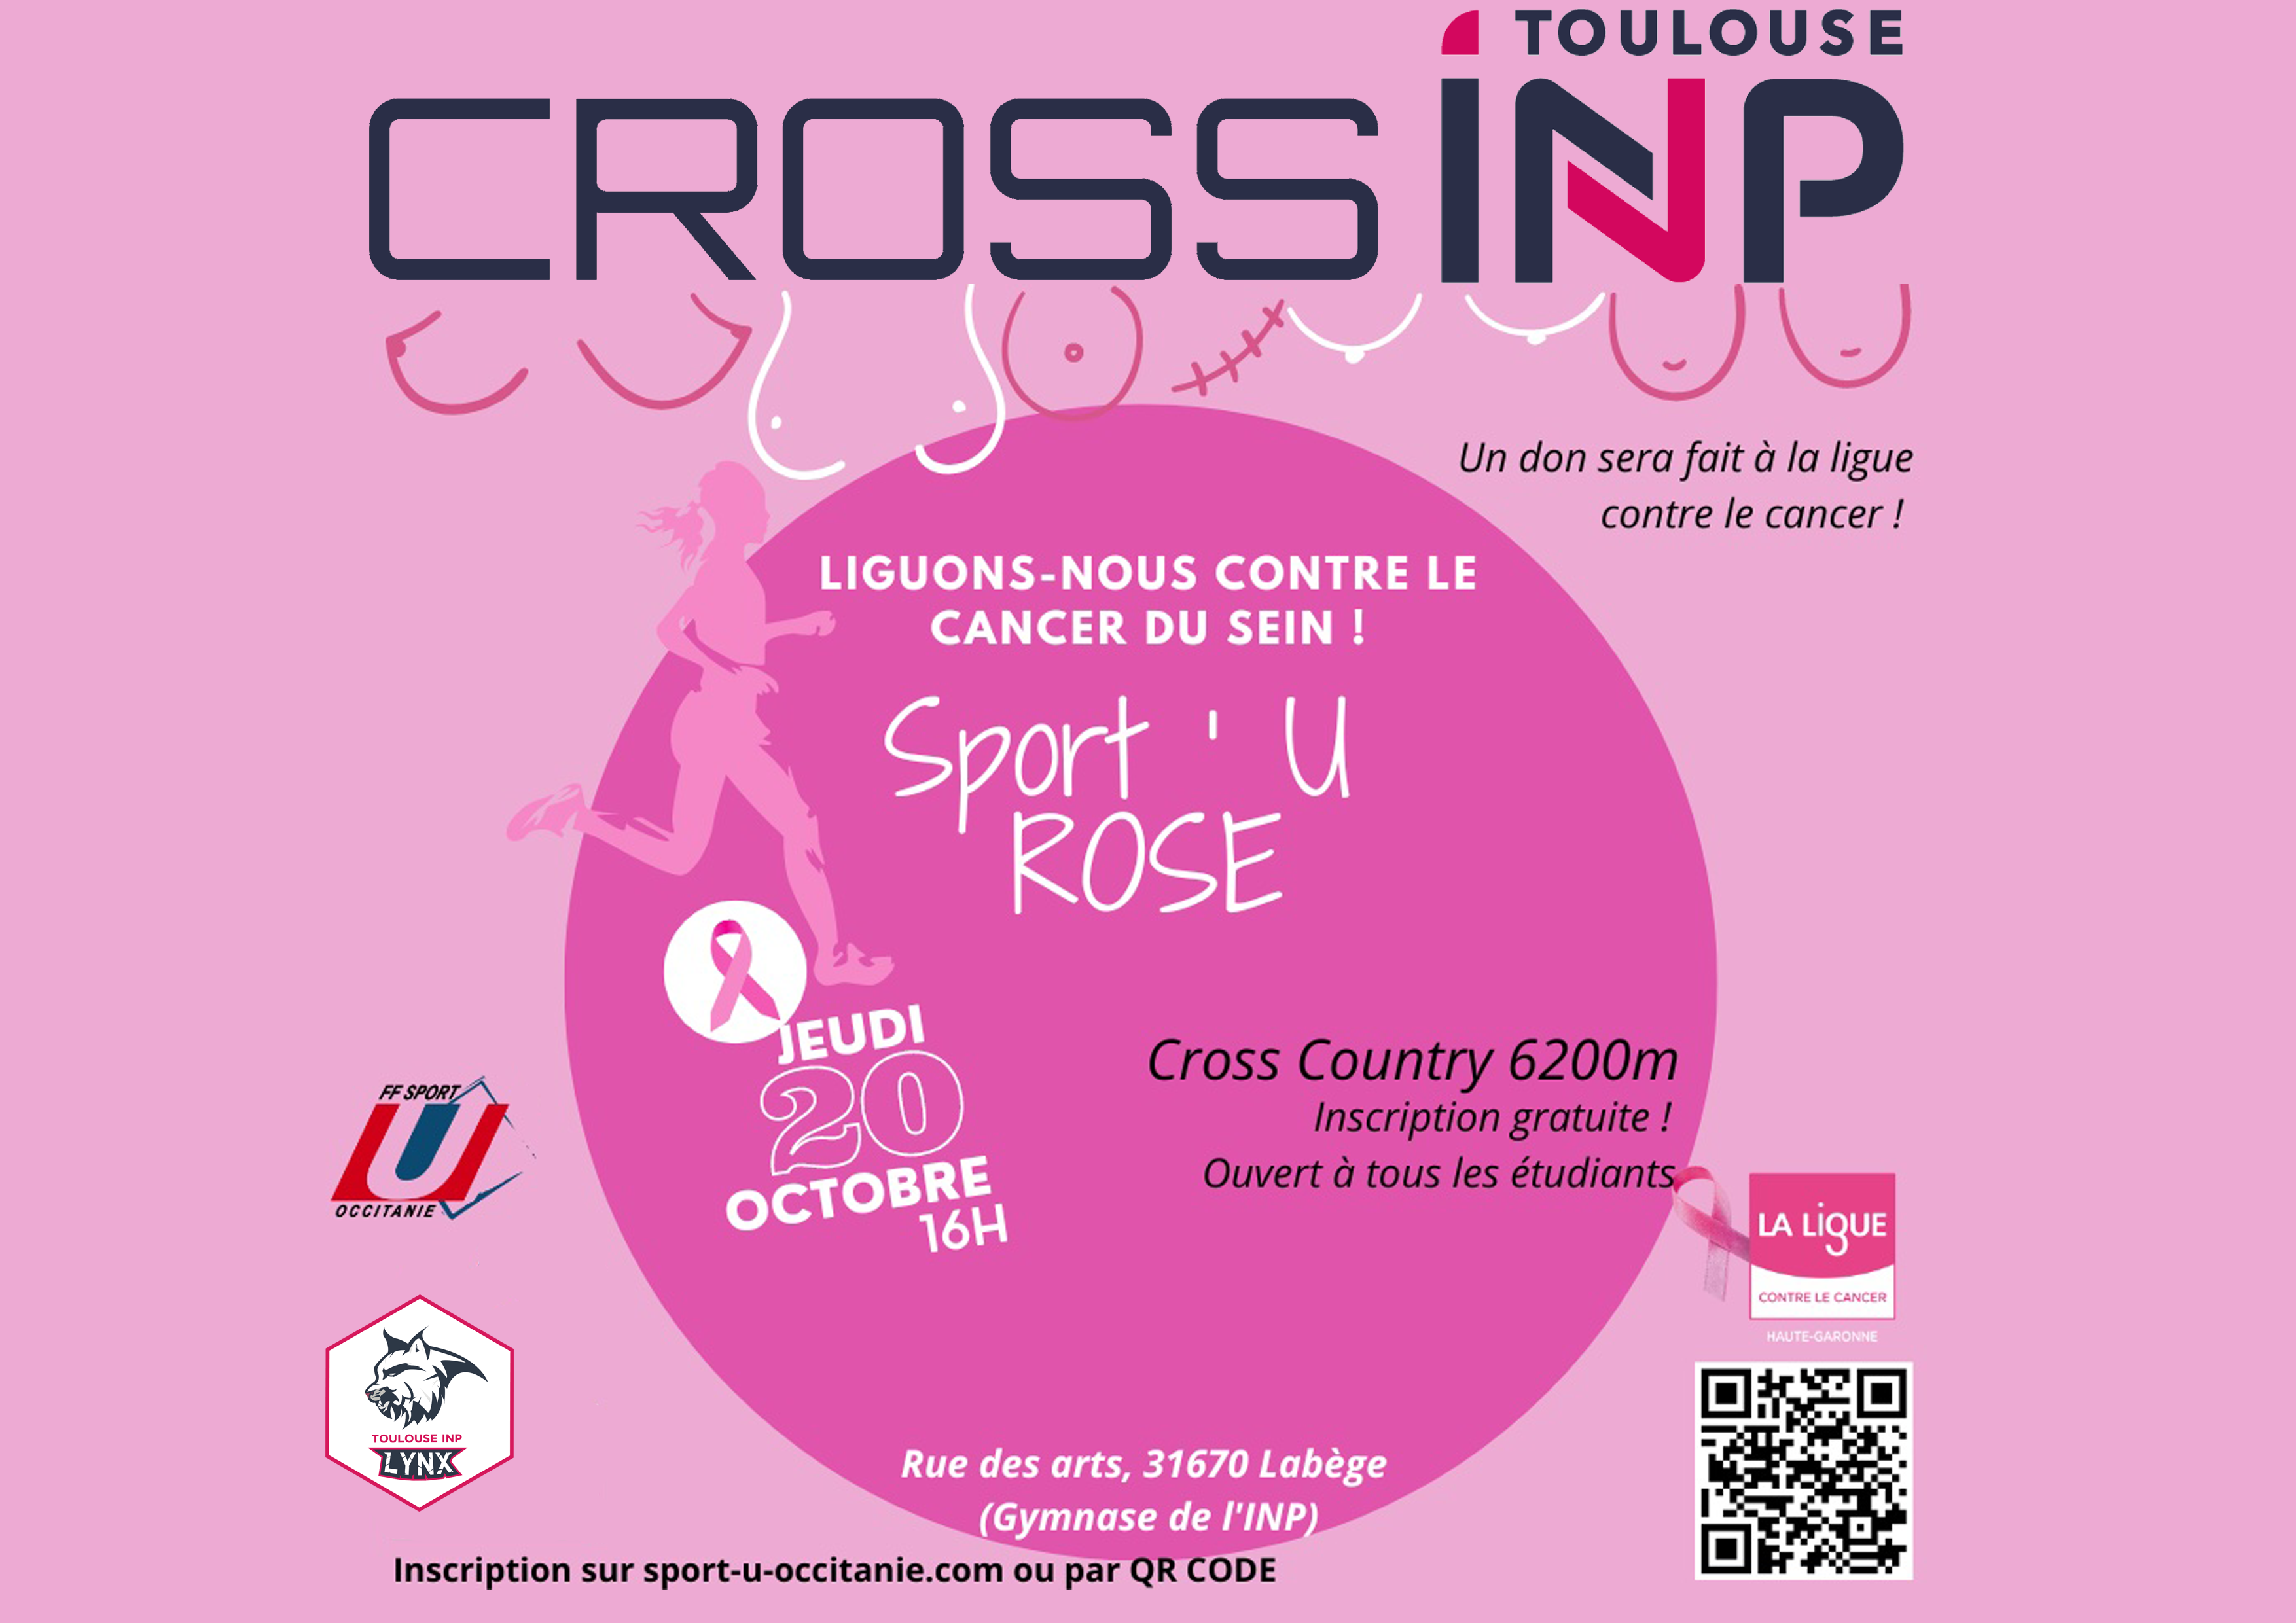 TOULOUSE
CROSS INP
Un don sera fait à la ligue
contre le cancer !
LIGUONS-NOUS CONTRE LE
CANCER DU SEIN !
Sport ' U
ROSE
JEUDI
20
OCTOBRE
16H
Cross Country 6200m
Inscription gratuite !
Ouvert à tous les étudiants
FF SPORT
U
OCCITANIE
LA LiGUE
CONTRE LE CANCER
HAUTE-GARONNE
TOULOUSE INP
LYNX
Rue des arts, 31670 Labège
(Gymnase de l'INP)
Inscription sur sport-u-occitanie.com ou par QR CODE